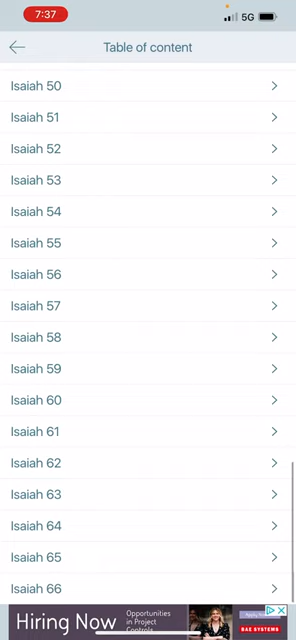 7:37
5G
Table of content
Isaiah 50
Isaiah 51
Isaiah 52
Isaiah 53
Isaiah 54
Isaiah 55
Isaiah 56
Isaiah 57
Isaiah 58
Isaiah 59
Isaiah 60
Isaiah 61
Isaiah 62
Isaiah 63
Isaiah 64
Isaiah 65
Isaiah 66
Hiring Now
Opportunities
in Project
Controls
BAE SYSTEMS